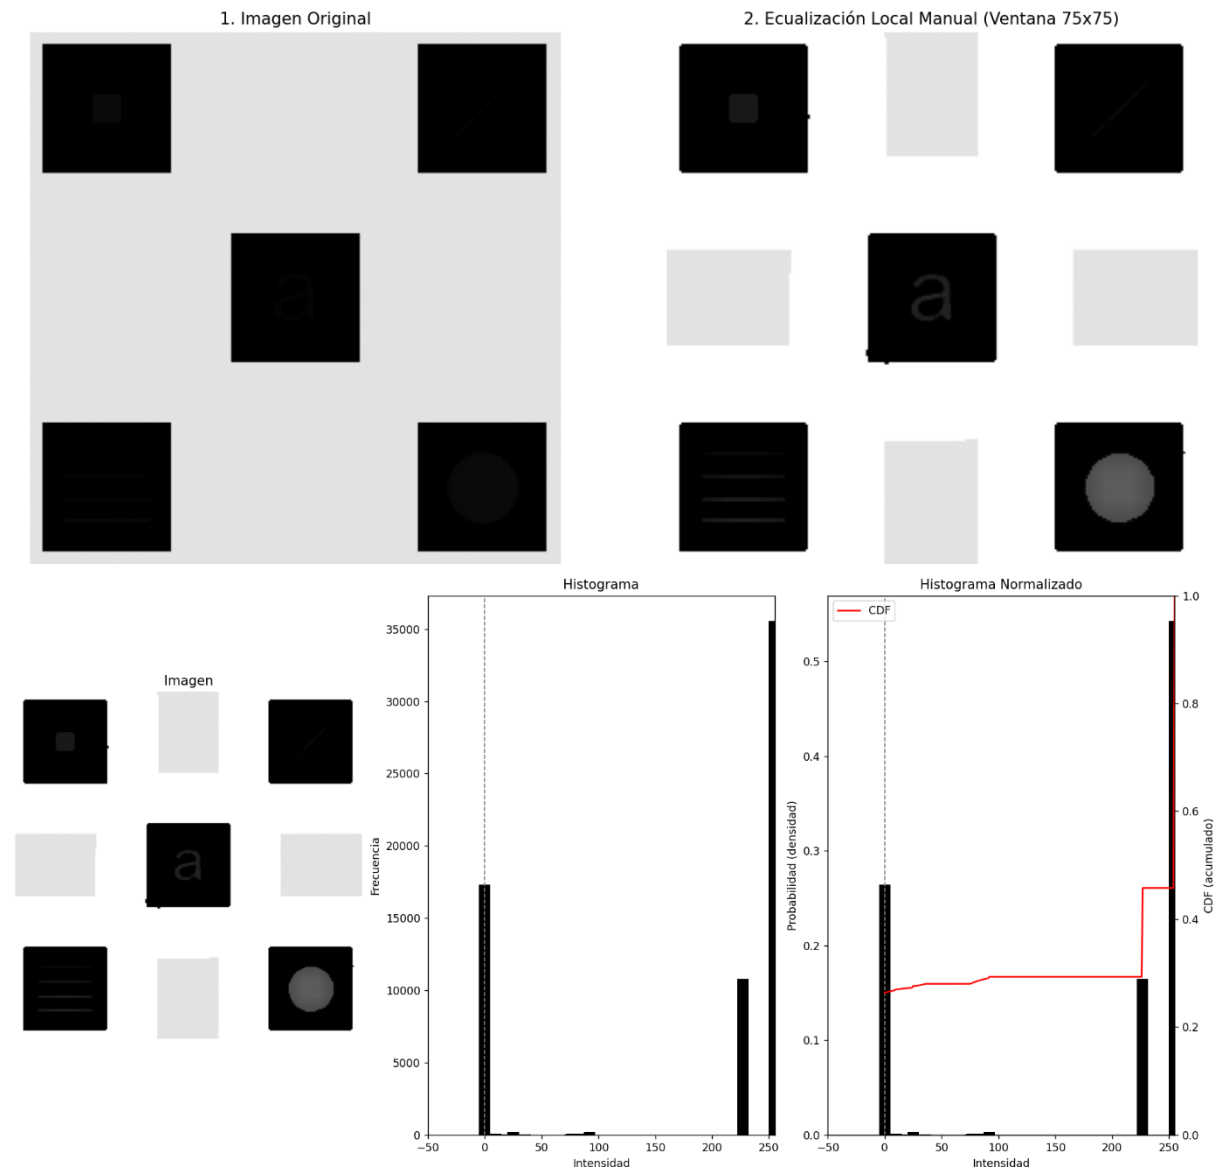 1. Imagen Original
2. Ecualización Local Manual (Ventana 75x75)
a
a
Imagen
a
Histograma
Frecuencia
35000
30000
25000
20000
15000
10000
5000
0
−50
0
50
100
150
200
250
Intensidad
Histograma Normalizado
CDF
Probabilidad (densidad)
0.5
0.4
0.3
0.2
0.1
0.0
−50
0
50
100
150
200
250
Intensidad
CDF (acumulado)
1.0
0.8
0.6
0.4
0.2
0.0